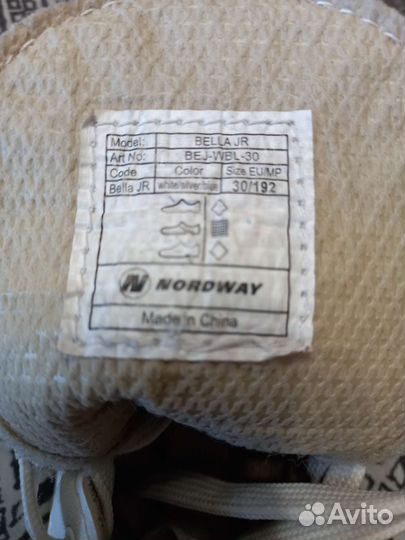 Model: BELLA JR
Art No: BEJ-WBL-30
Code Color Size EU/MP
Bella JR white/silver/blue 30/192
NORDWAY
Made in China
Avito